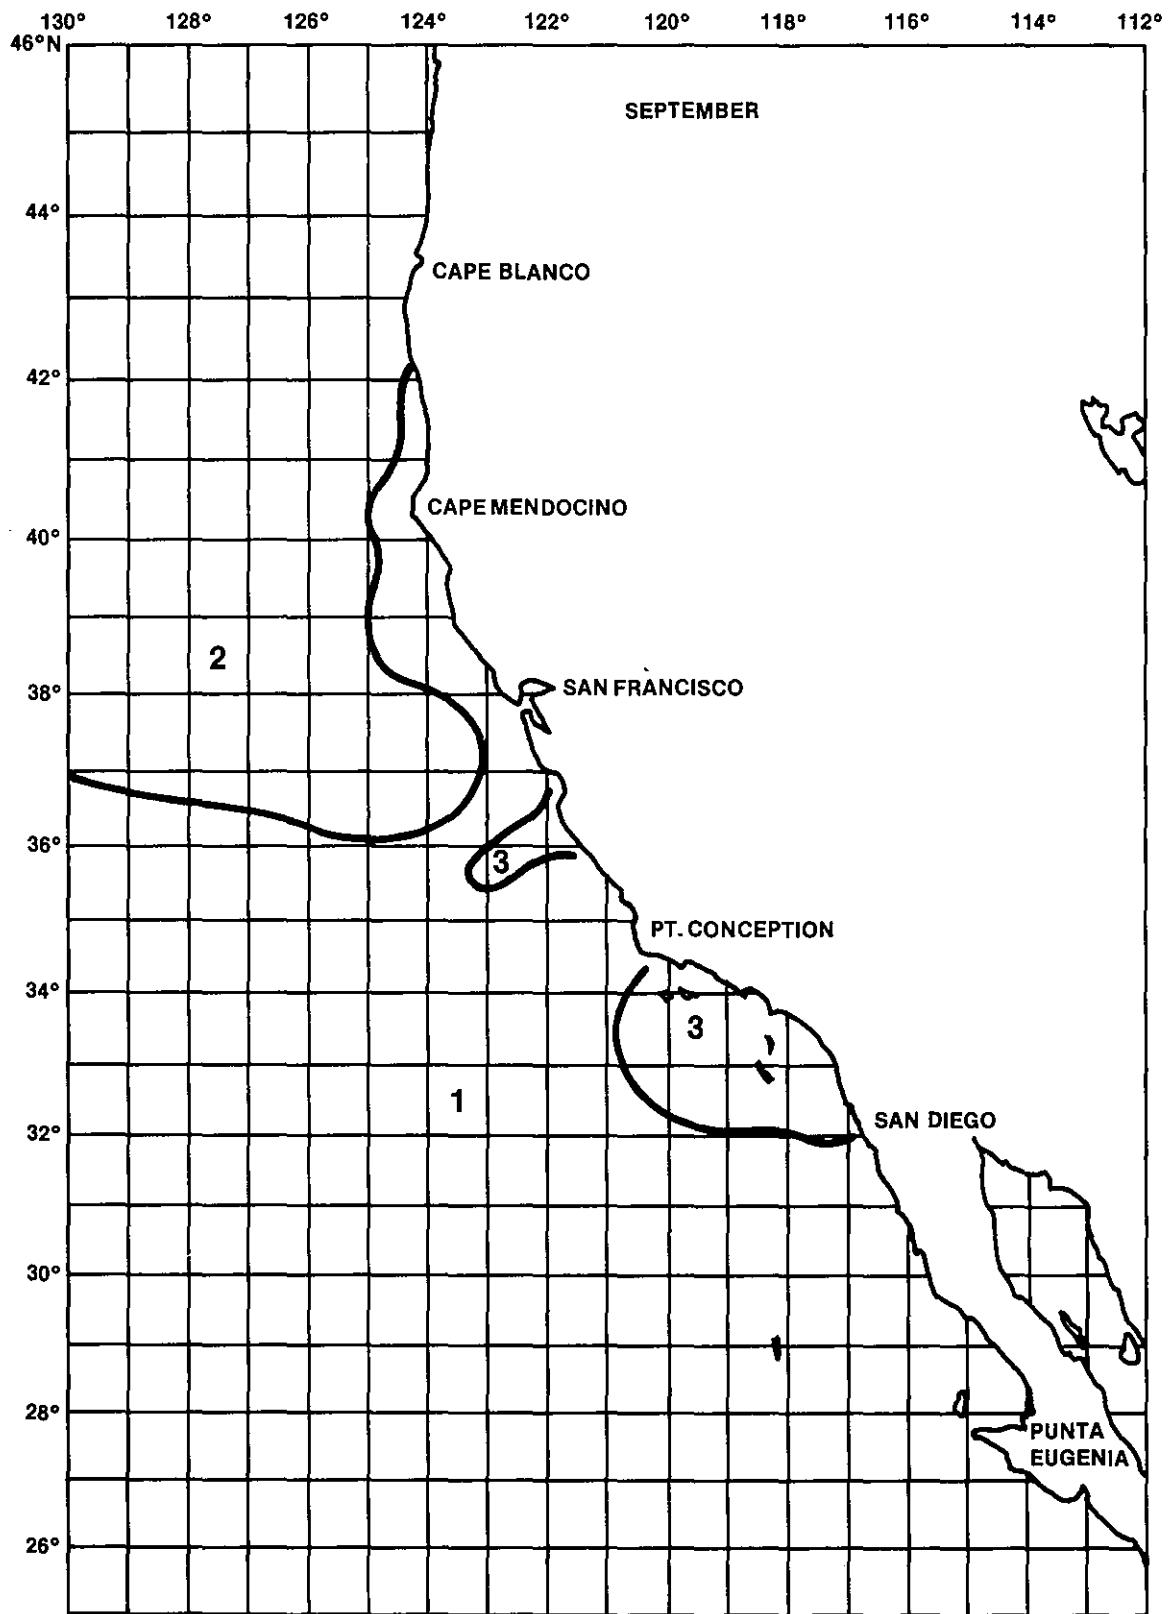 130° 128° 126° 124° 122° 120° 118° 116° 114° 112°
46°N
SEPTEMBER
44°
CAPE BLANCO
42°
CAPE MENDOCINO
40°
2
38°
SAN FRANCISCO
36°
3
PT. CONCEPTION
34°
3
1
32°
SAN DIEGO
30°
28°
PUNTA
EUGENIA
26°